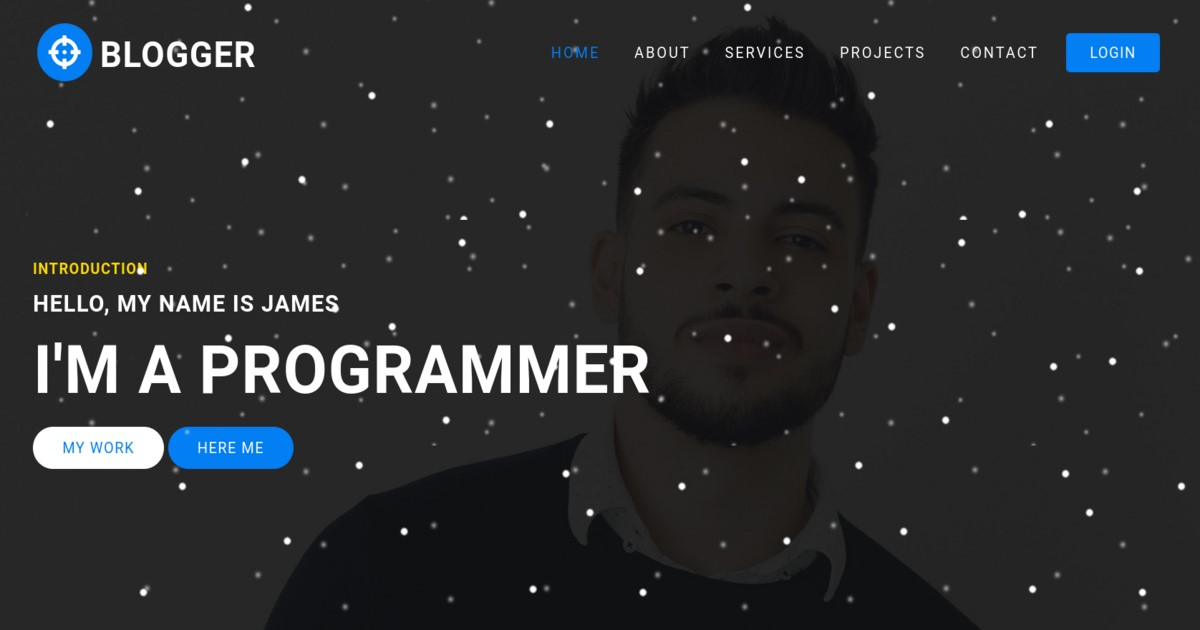 BLOGGER
HOME ABOUT SERVICES PROJECTS CONTACT LOGIN
INTRODUCTION
HELLO, MY NAME IS JAMES
I'M A PROGRAMMER
MY WORK HERE ME